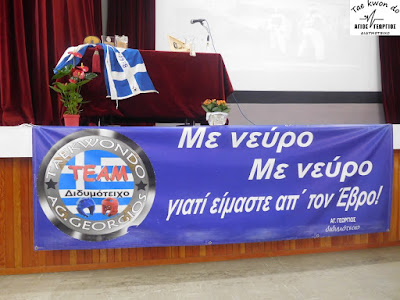 Tae kwon do
ΑΓΙΟΣ ΓΕΩΡΓΙΟΣ
ΔΙΔΥΜΟΤΕΙΧΟ
Με νεύρο
Με νεύρο
γιατί είμαστε απ΄ τον Έβρο!
ΑΓ. ΓΕΩΡΓΙΟΣ
Διδυμότειχο
TAEKWONDO
TEAM
Διδυμότειχο
AG.GEORGIOS